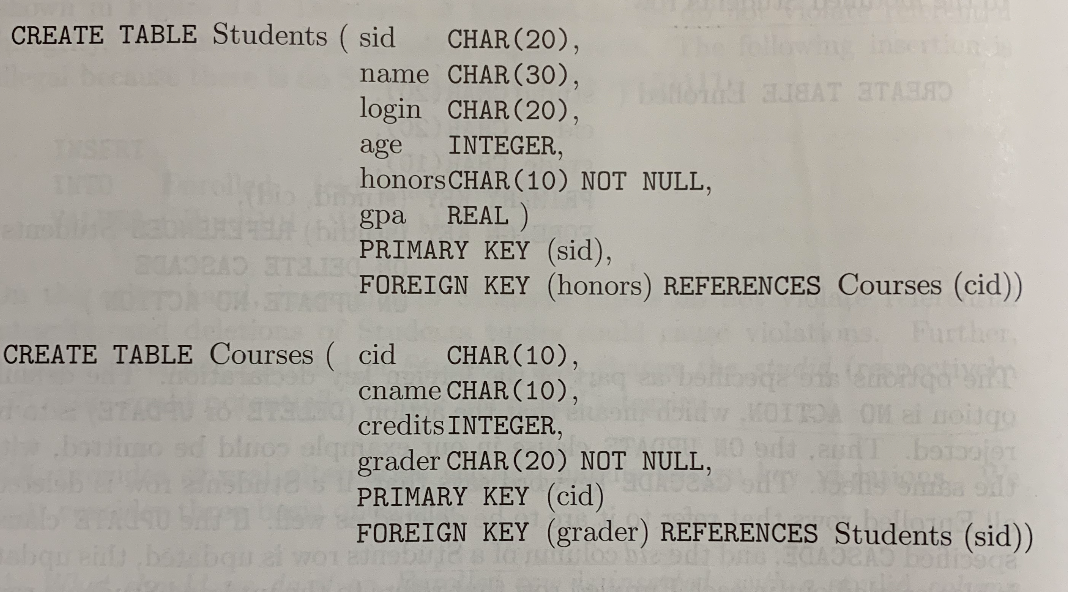 CREATE TABLE Students ( sid CHAR(20),
name CHAR(30),
login CHAR(20),
age INTEGER,
honors CHAR(10) NOT NULL,
gpa REAL )
PRIMARY KEY (sid),
FOREIGN KEY (honors) REFERENCES Courses (cid))
CREATE TABLE Courses ( cid CHAR(10),
cname CHAR(10),
credits INTEGER,
grader CHAR(20) NOT NULL,
PRIMARY KEY (cid)
FOREIGN KEY (grader) REFERENCES Students (sid))